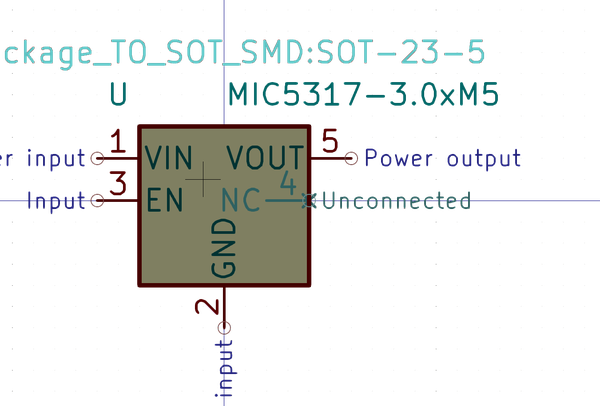 ckage_TO_SOT_SMD:SOT-23-5
U MIC5317-3.0xM5
er input 1 VIN VOUT 5 Power output
Input 3 EN NC 4 Unconnected
GND
2
input